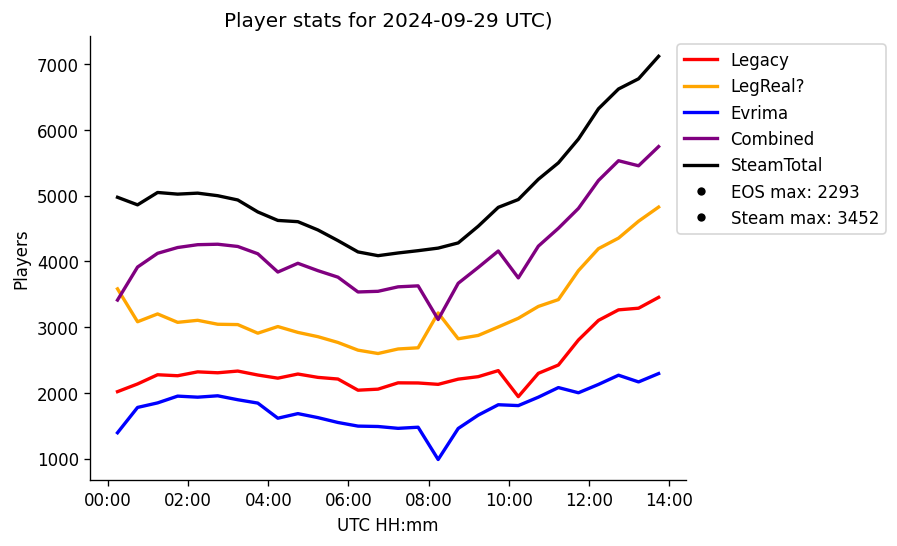 Player stats for 2024-09-29 UTC)
7000
6000
5000
4000
3000
2000
1000
Players
00:00 02:00 04:00 06:00 08:00 10:00 12:00 14:00
UTC HH:mm
Legacy
LegReal?
Evrima
Combined
SteamTotal
EOS max: 2293
Steam max: 3452